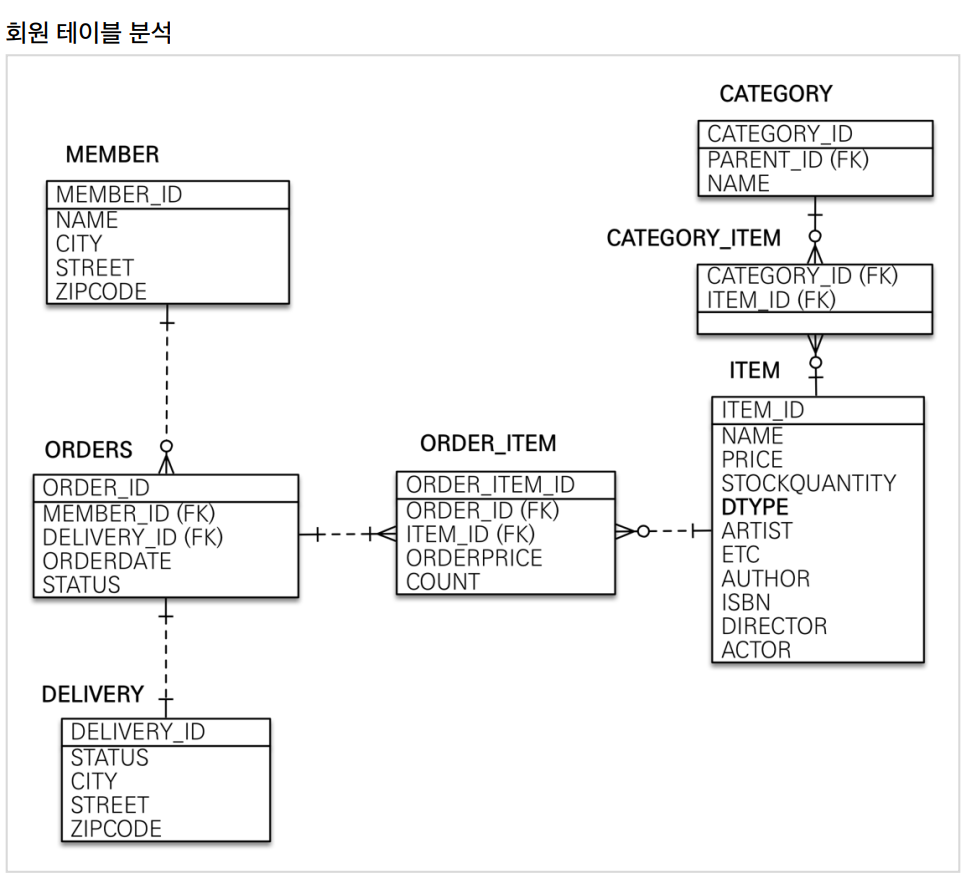 회원 테이블 분석
MEMBER
MEMBER_ID
NAME
CITY
STREET
ZIPCODE
ORDERS
ORDER_ID
MEMBER_ID (FK)
DELIVERY_ID (FK)
ORDERDATE
STATUS
DELIVERY
DELIVERY_ID
STATUS
CITY
STREET
ZIPCODE
ORDER_ITEM
ORDER_ITEM_ID
ORDER_ID (FK)
ITEM_ID (FK)
ORDERPRICE
COUNT
CATEGORY
CATEGORY_ID
PARENT_ID (FK)
NAME
CATEGORY_ITEM
CATEGORY_ID (FK)
ITEM_ID (FK)
ITEM
ITEM_ID
NAME
PRICE
STOCKQUANTITY
DTYPE
ARTIST
ETC
AUTHOR
ISBN
DIRECTOR
ACTOR